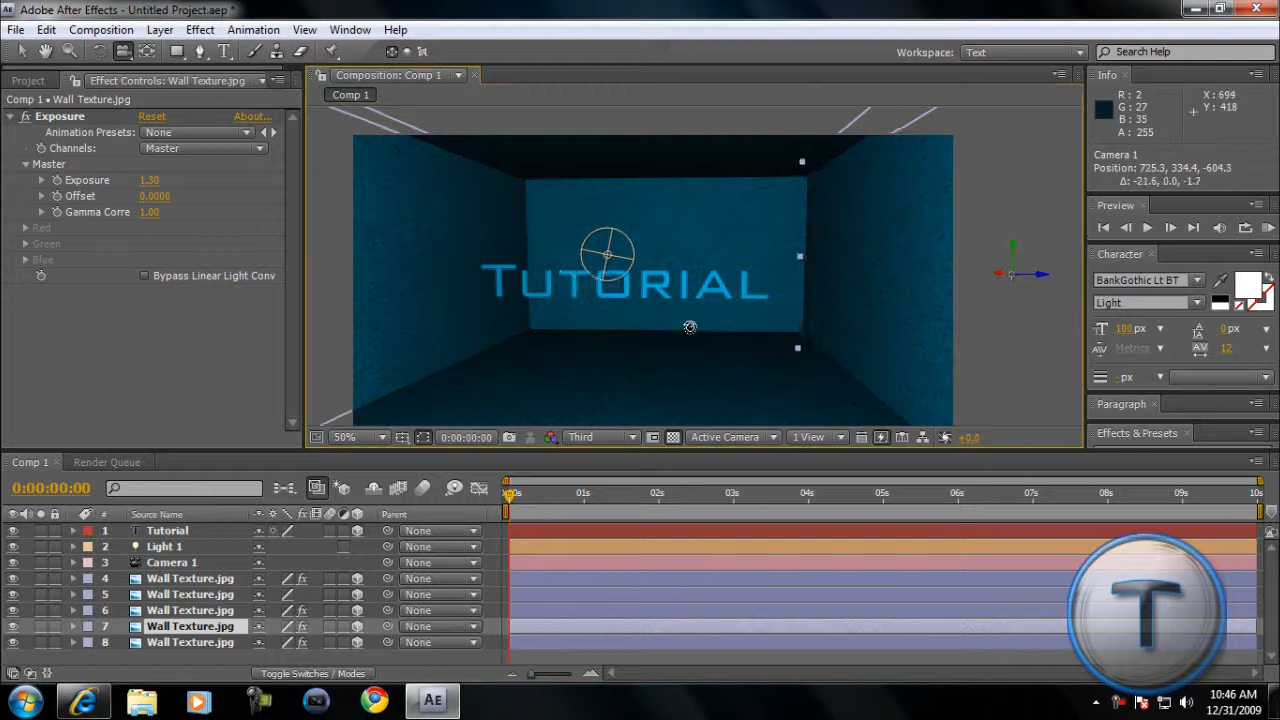 Adobe After Effects - Untitled Project.aep *
File Edit Composition Layer Effect Animation View Window Help
Workspace: Text Search Help
Project Effect Controls: Wall Texture.jpg
Comp 1 • Wall Texture.jpg
fx Exposure Reset About...
Animation Presets: None
Channels: Master
Master
Exposure 1.30
Offset 0.0000
Gamma Corre 1.00
Red
Green
Blue
Bypass Linear Light Conv
Composition: Comp 1
Comp 1
TUTORIAL
50% 0:00:00:00 Third Active Camera 1 View +0.0
Info
R : 2 X : 694
G : 27 Y : 418
B : 35
A : 255
Camera 1
Position: 725.3, 334.4, -604.3
Δ: -21.6, 0.0, -1.7
Preview
Character
BankGothic Lt BT
Light
100 px 0 px
Metrics 12
- px
Paragraph
Effects & Presets
Comp 1 Render Queue
0:00:00:00
:00s 01s 02s 03s 04s 05s 06s 07s 08s 09s 10s
# Source Name Parent
1 T Tutorial None
2 Light 1 None
3 Camera 1 None
4 Wall Texture.jpg fx None
5 Wall Texture.jpg None
6 Wall Texture.jpg fx None
7 Wall Texture.jpg fx None
8 Wall Texture.jpg fx None
Toggle Switches / Modes
T
AE
10:46 AM
12/31/2009